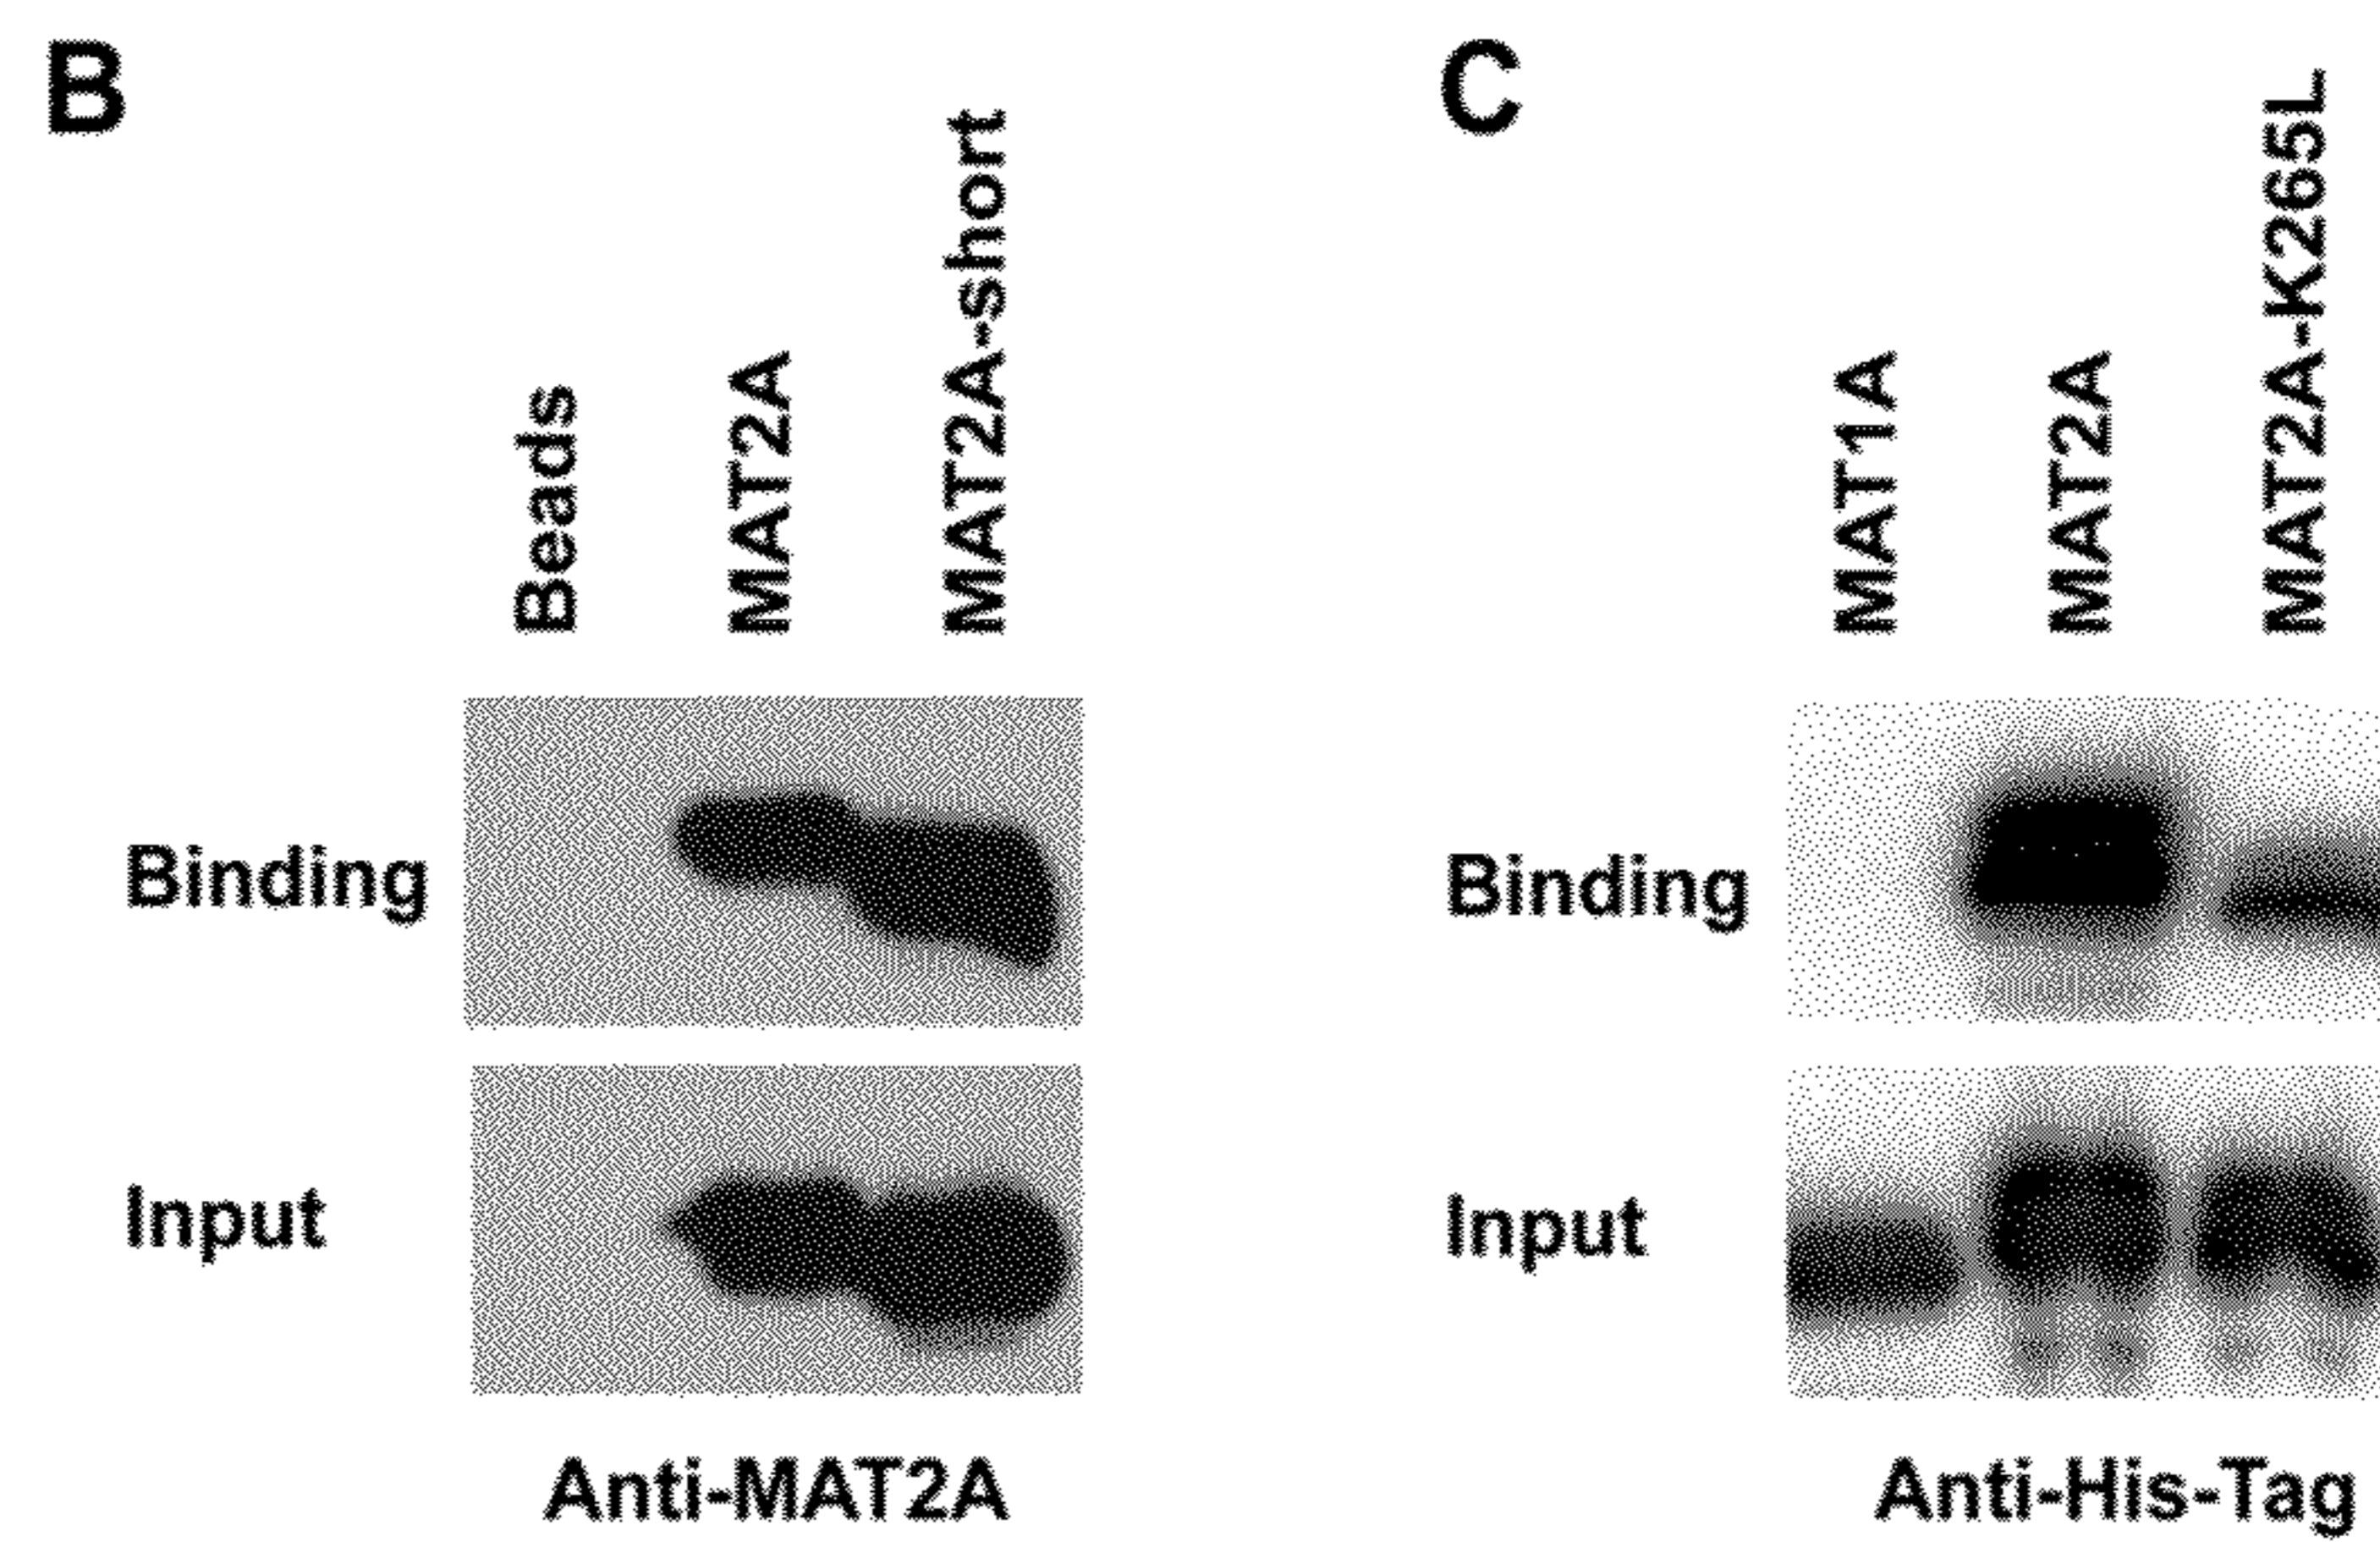 B
Beads
MAT2A
MAT2A-short
Binding
Input
Anti-MAT2A
C
MAT1A
MAT2A
MAT2A-K265L
Binding
Input
Anti-His-Tag